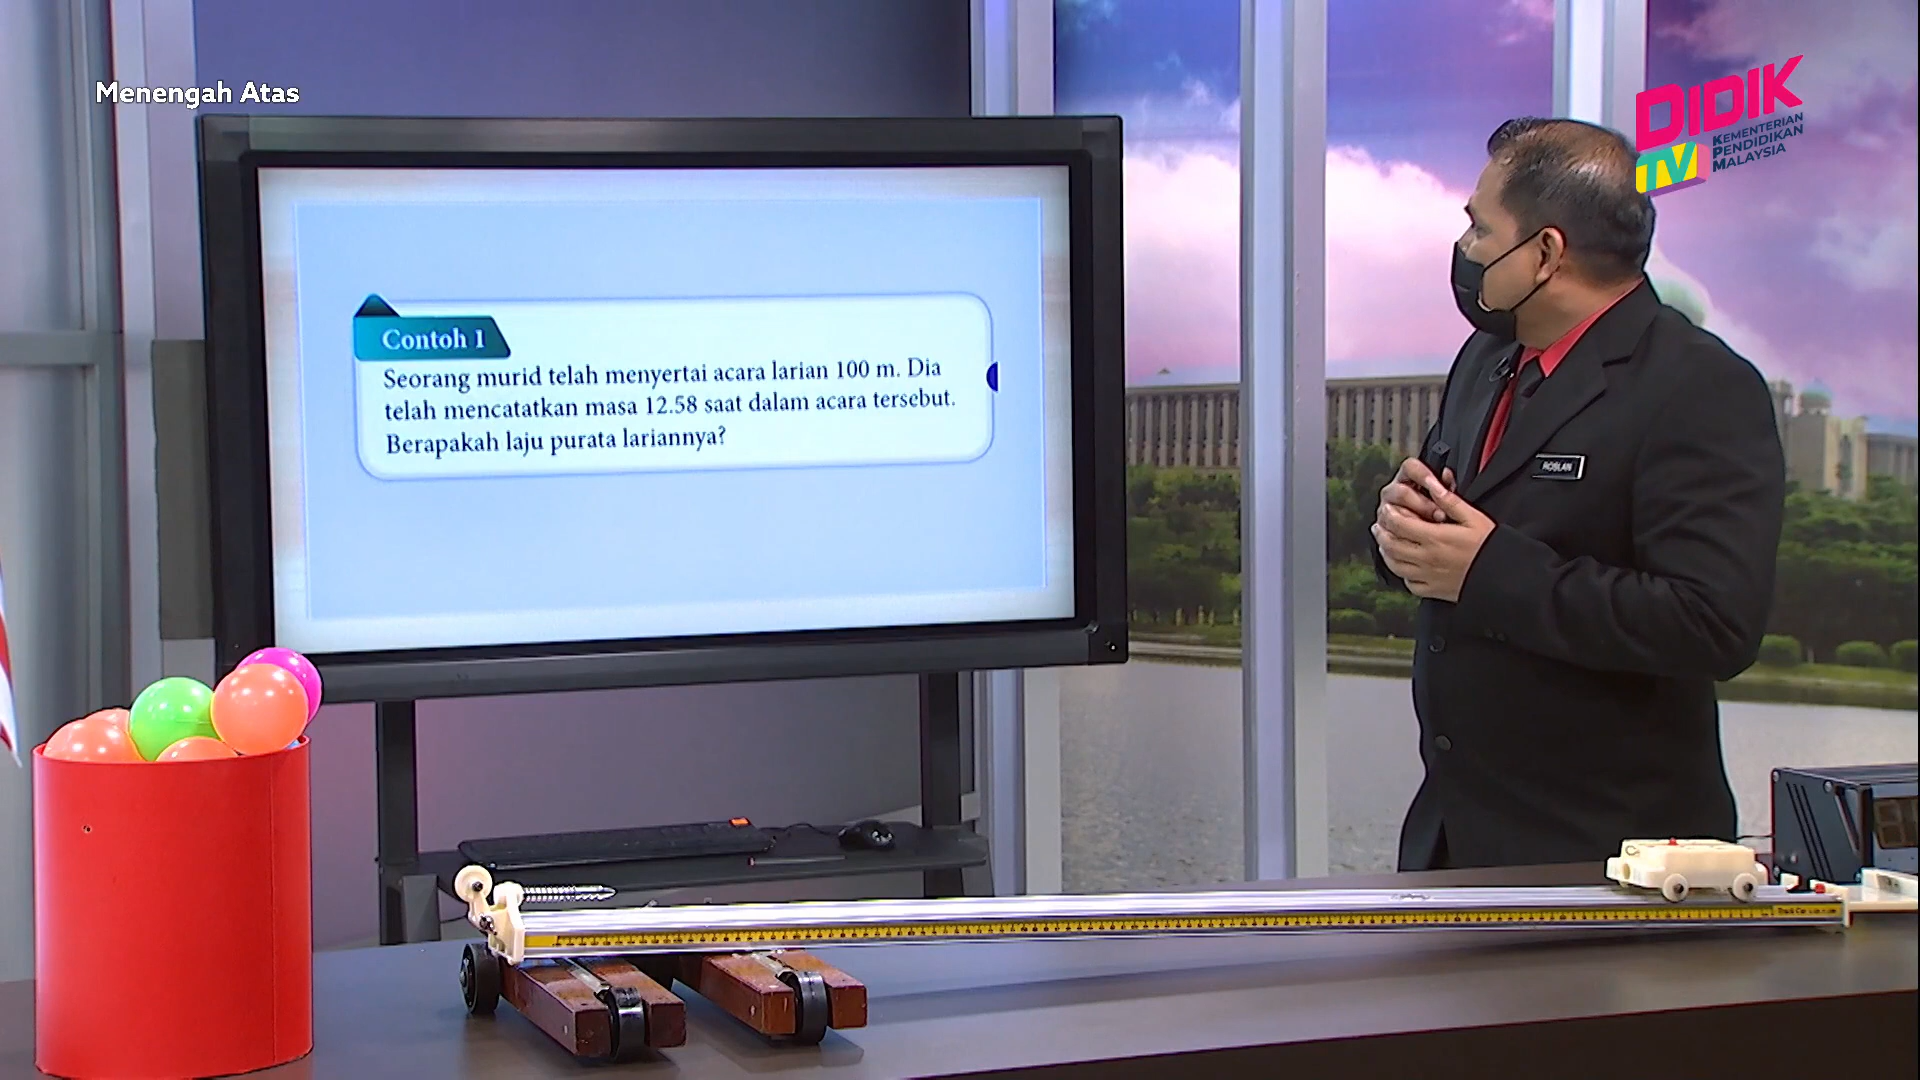 Menengah Atas
DIDIK
TV
KEMENTERIAN
PENDIDIKAN
MALAYSIA
Contoh 1
Seorang murid telah menyertai acara larian 100 m. Dia
telah mencatatkan masa 12.58 saat dalam acara tersebut.
Berapakah laju purata lariannya?
ROSLAN